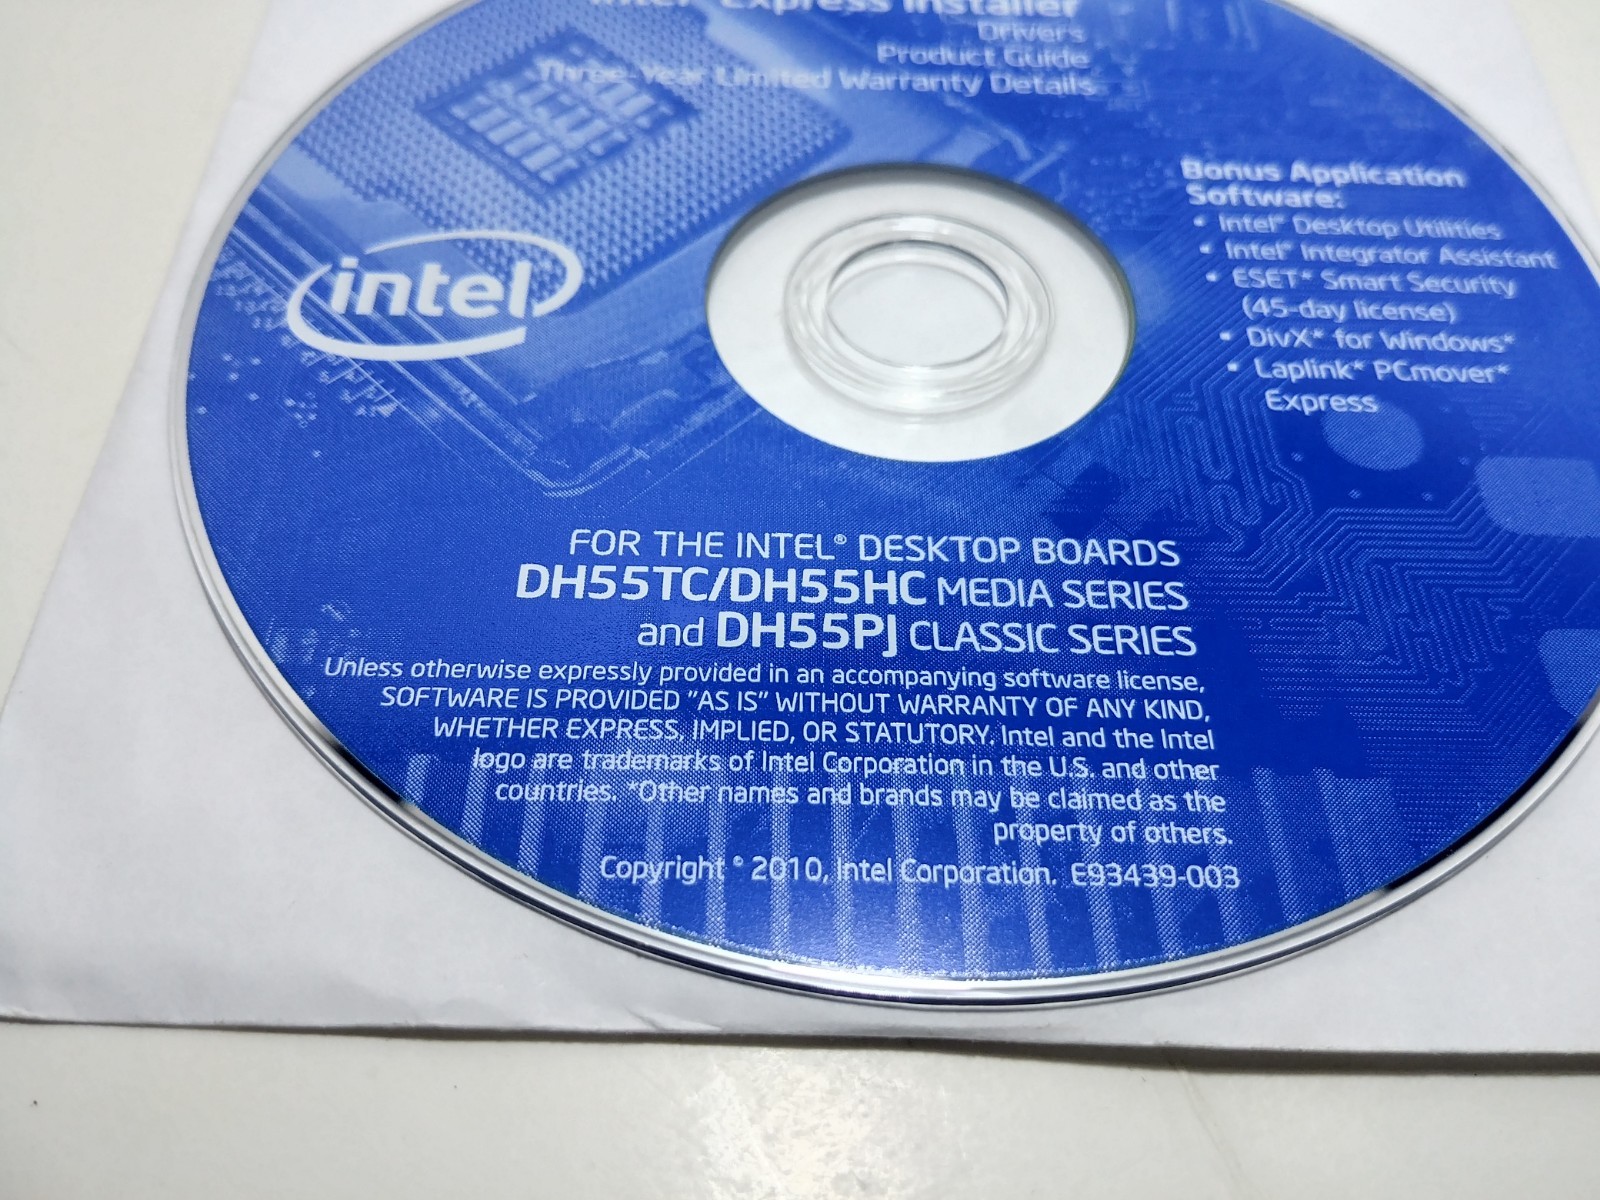 Intel® Express Installer
Drivers
Product Guide
Three-Year Limited Warranty Details
intel
Bonus Application
Software:
• Intel® Desktop Utilities
• Intel® Integrator Assistant
• ESET* Smart Security
(45-day license)
• DivX* for Windows*
• Laplink* PCmover*
Express
FOR THE INTEL® DESKTOP BOARDS
DH55TC/DH55HC MEDIA SERIES
and DH55PJ CLASSIC SERIES
Unless otherwise expressly provided in an accompanying software license,
SOFTWARE IS PROVIDED "AS IS" WITHOUT WARRANTY OF ANY KIND,
WHETHER EXPRESS, IMPLIED, OR STATUTORY. Intel and the Intel
logo are trademarks of Intel Corporation in the U.S. and other
countries. *Other names and brands may be claimed as the
property of others.
Copyright © 2010, Intel Corporation. E93439-003